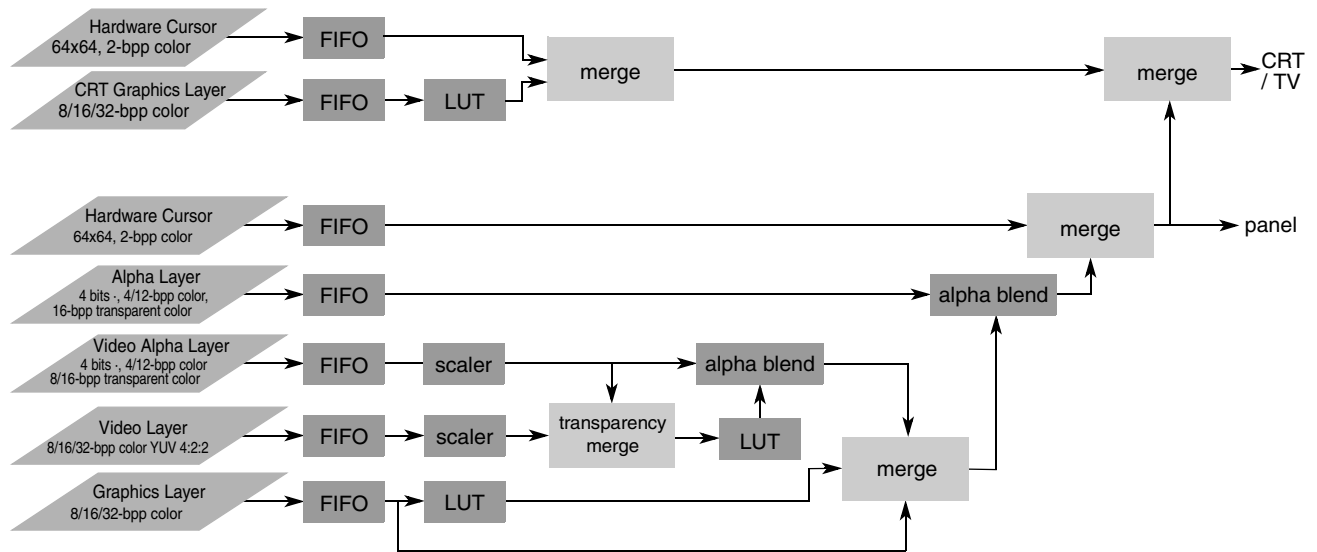 Hardware Cursor
64x64, 2-bpp color
FIFO
merge
merge
CRT
/ TV
CRT Graphics Layer
8/16/32-bpp color
FIFO
LUT
Hardware Cursor
64x64, 2-bpp color
FIFO
merge
panel
Alpha Layer
4 bits ·, 4/12-bpp color,
16-bpp transparent color
FIFO
alpha blend
Video Alpha Layer
4 bits ·, 4/12-bpp color
8/16-bpp transparent color
FIFO
scaler
alpha blend
Video Layer
8/16/32-bpp color YUV 4:2:2
FIFO
scaler
transparency
merge
LUT
merge
Graphics Layer
8/16/32-bpp color
FIFO
LUT